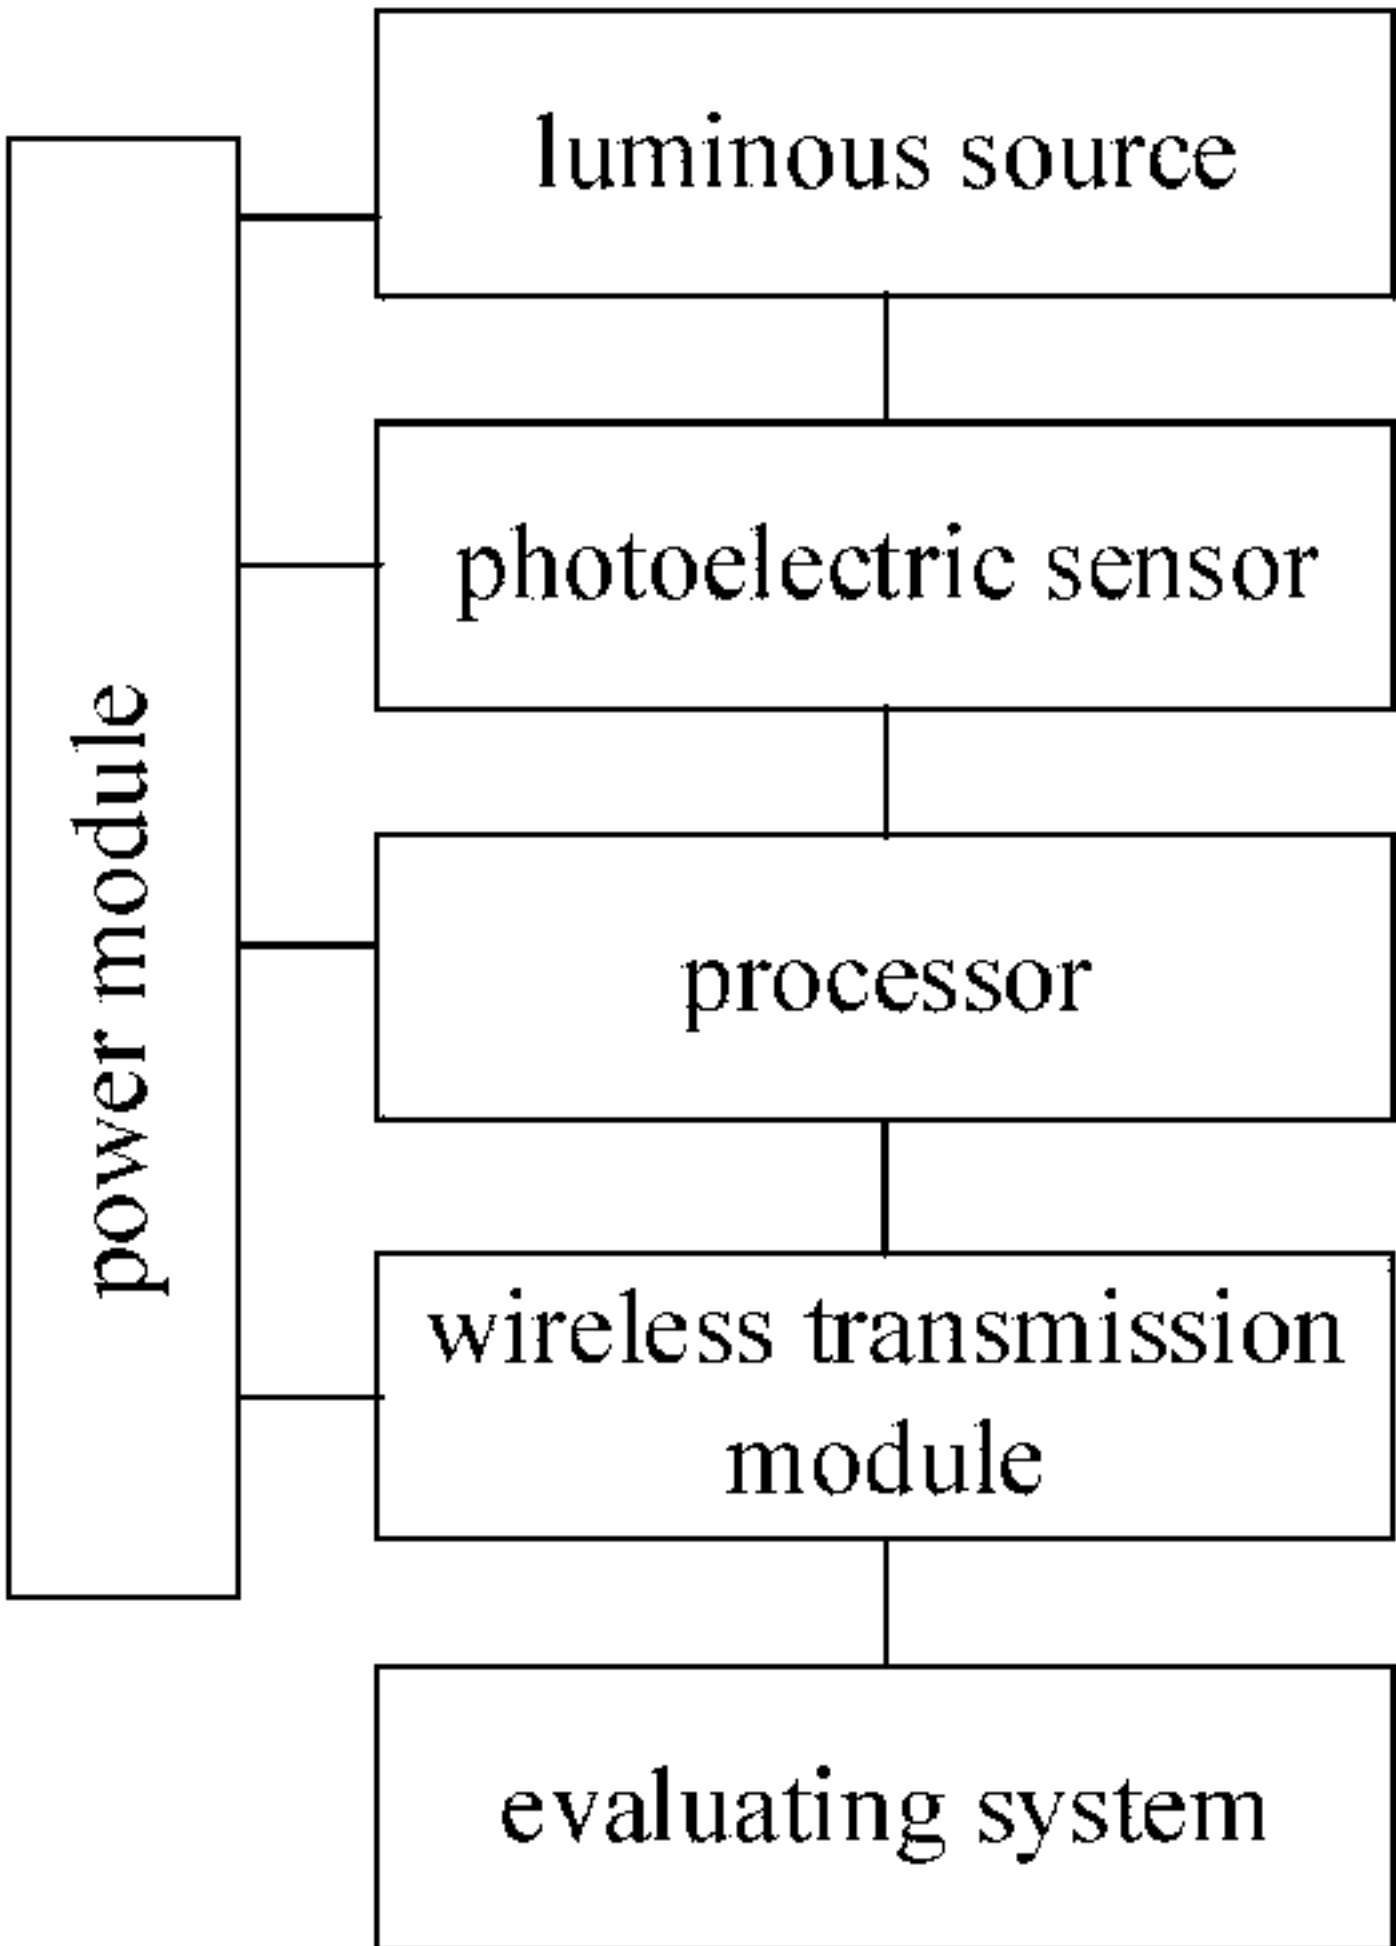 luminous source
photoelectric sensor
power module
processor
wireless transmission
module
evaluating system